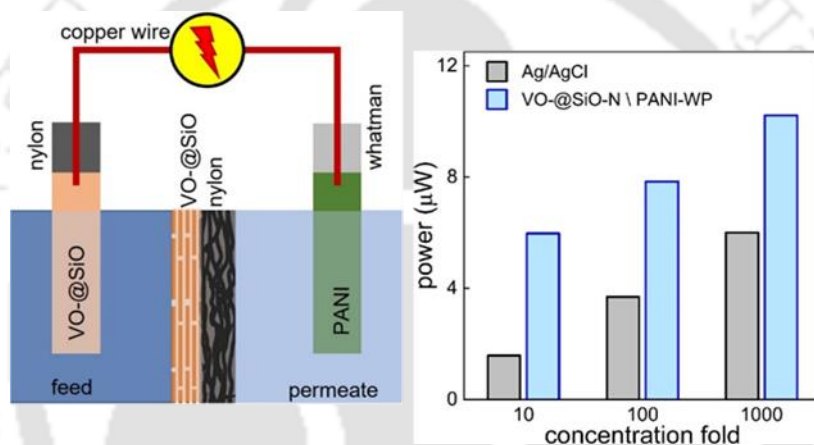 copper wire
nylon
VO-@SiO
VO-@SiO
nylon
whatman
PANI
feed
permeate
Ag/AgCl
VO-@SiO-N \ PANI-WP
power (μW)
12
8
4
0
10
100
1000
concentration fold